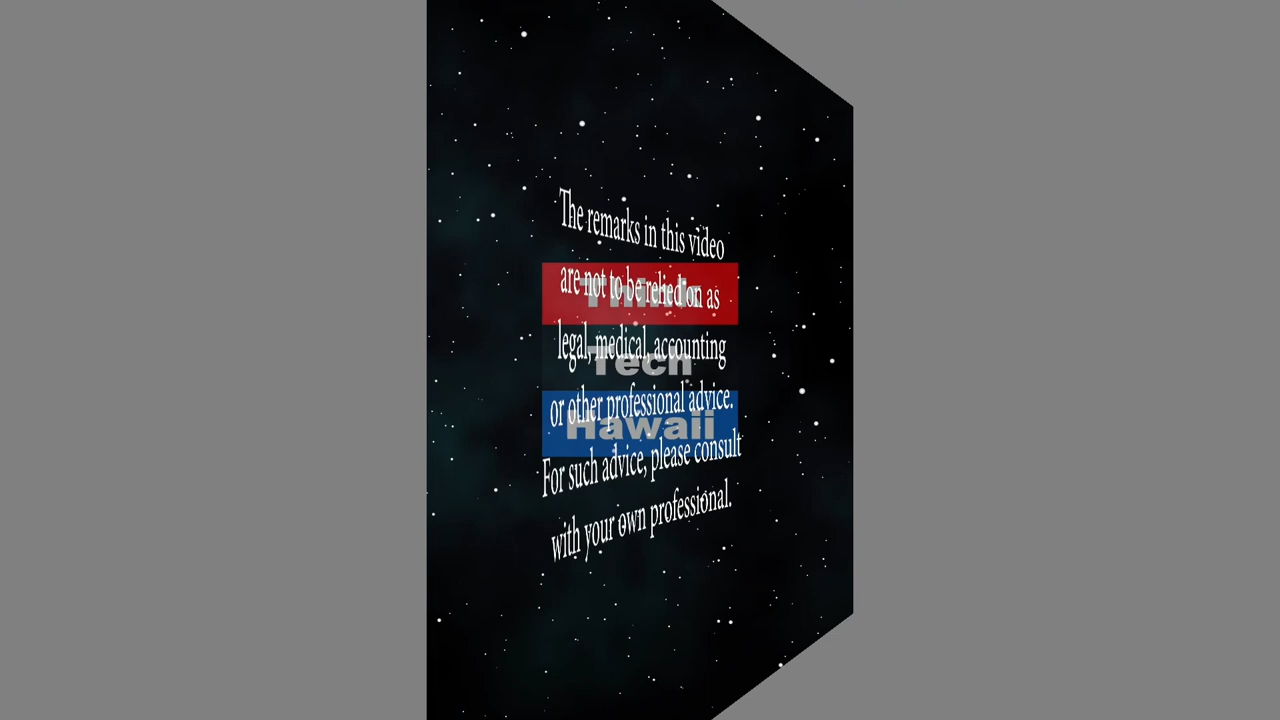 The remarks in this video
are not to be relied on as
legal, medical, accounting
or other professional advice.
For such advice, please consult
with your own professional.
Think
Tech
Hawaii